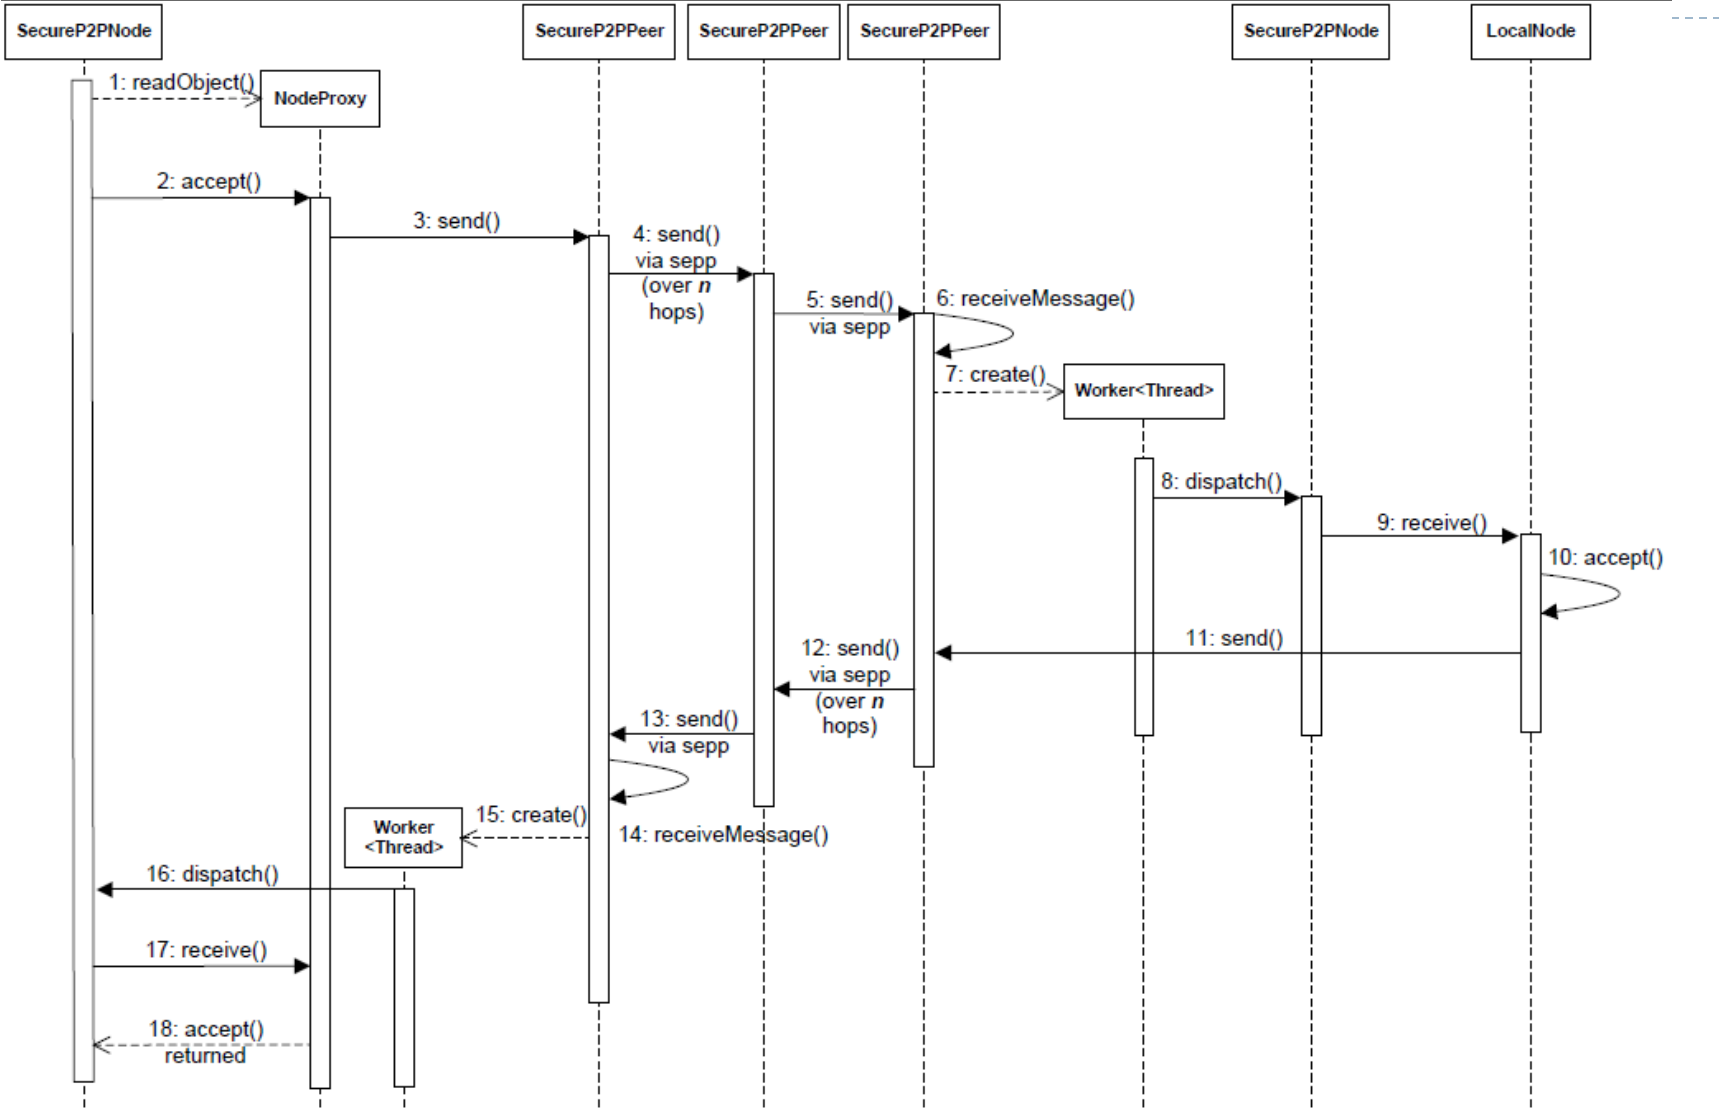 SecureP2PNode
SecureP2PPeer
SecureP2PPeer
SecureP2PPeer
SecureP2PNode
LocalNode
1: readObject()
NodeProxy
2: accept()
3: send()
4: send()
via sepp
(over n
hops)
5: send()
via sepp
6: receiveMessage()
7: create()
Worker<Thread>
8: dispatch()
9: receive()
10: accept()
11: send()
12: send()
via sepp
(over n
hops)
13: send()
via sepp
14: receiveMessage()
15: create()
Worker
<Thread>
16: dispatch()
17: receive()
18: accept()
returned